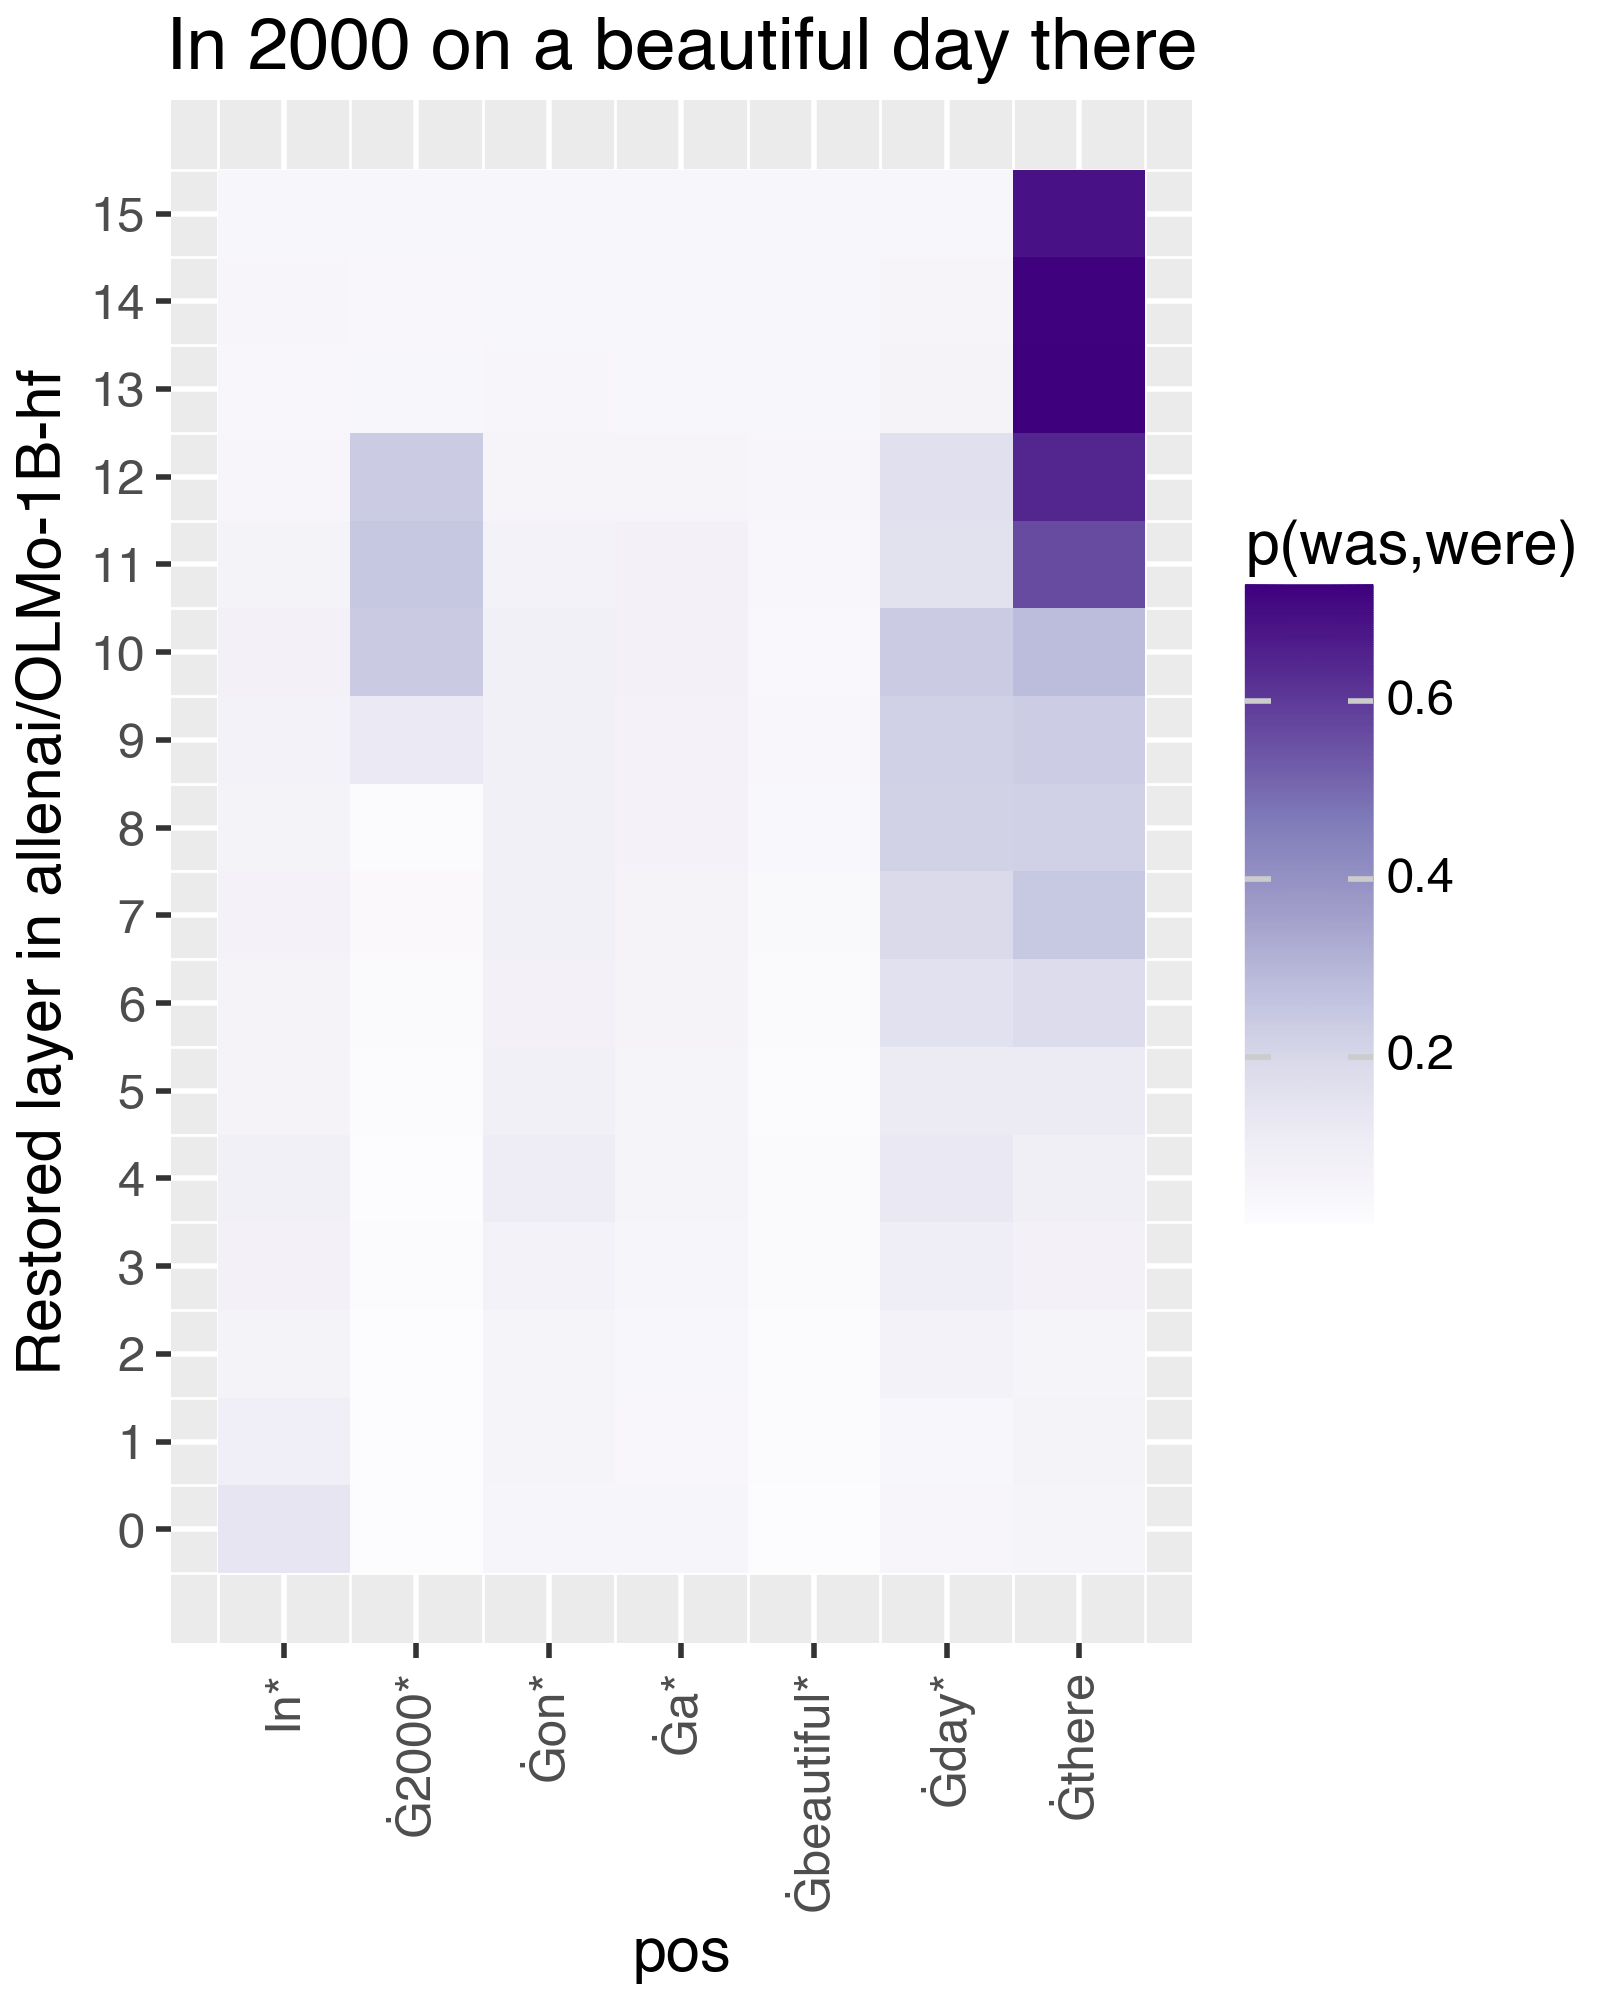 In 2000 on a beautiful day there
Restored layer in allenai/OLMo-1B-hf
15
14
13
12
11
10
9
8
7
6
5
4
3
2
1
0
In*
Ġ2000*
Ġon*
Ġa*
Ġbeautiful*
Ġday*
Ġthere
pos
p(was,were)
0.6
0.4
0.2